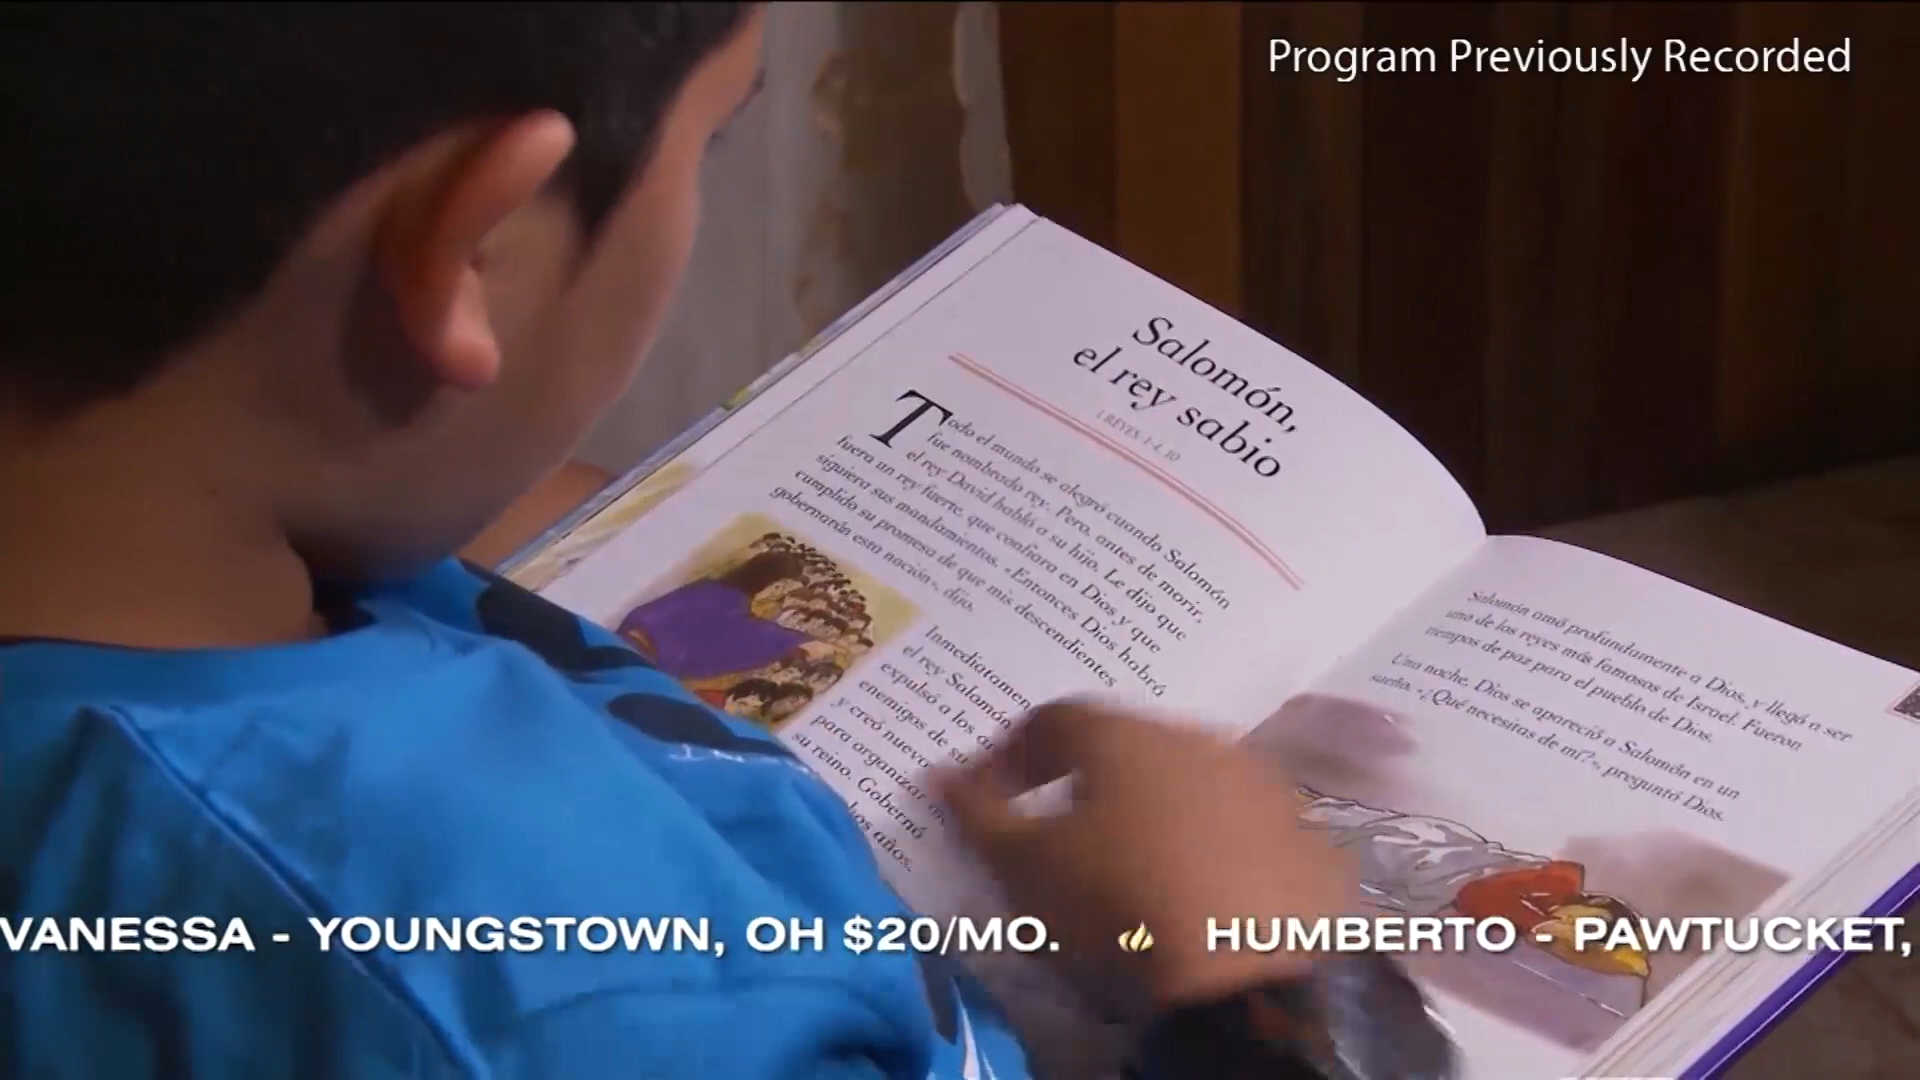 Program Previously Recorded
Salomón,
el rey sabio
1 REYES 1-4, 10
Todo el mundo se alegró cuando Salomón
fue nombrado rey. Pero, antes de morir,
el rey David habló a su hijo. Le dijo que
fuera un rey fuerte, que confiara en Dios y que
siguiera sus mandamientos. «Entonces Dios habrá
cumplido su promesa de que mis descendientes
gobernarán esta nación», dijo.
Inmediatamen
el rey Salomón
expulsó a los
enemigos de su
y creó nuevo
para organizar
su reino. Gobernó
hos años.
Salomón amó profundamente a Dios, y llegó a ser
uno de los reyes más famosos de Israel. Fueron
tiempos de paz para el pueblo de Dios.
Una noche, Dios se apareció a Salomón en un
sueño. «¿Qué necesitas de mí?», preguntó Dios.
VANESSA - YOUNGSTOWN, OH $20/MO. HUMBERTO - PAWTUCKET,